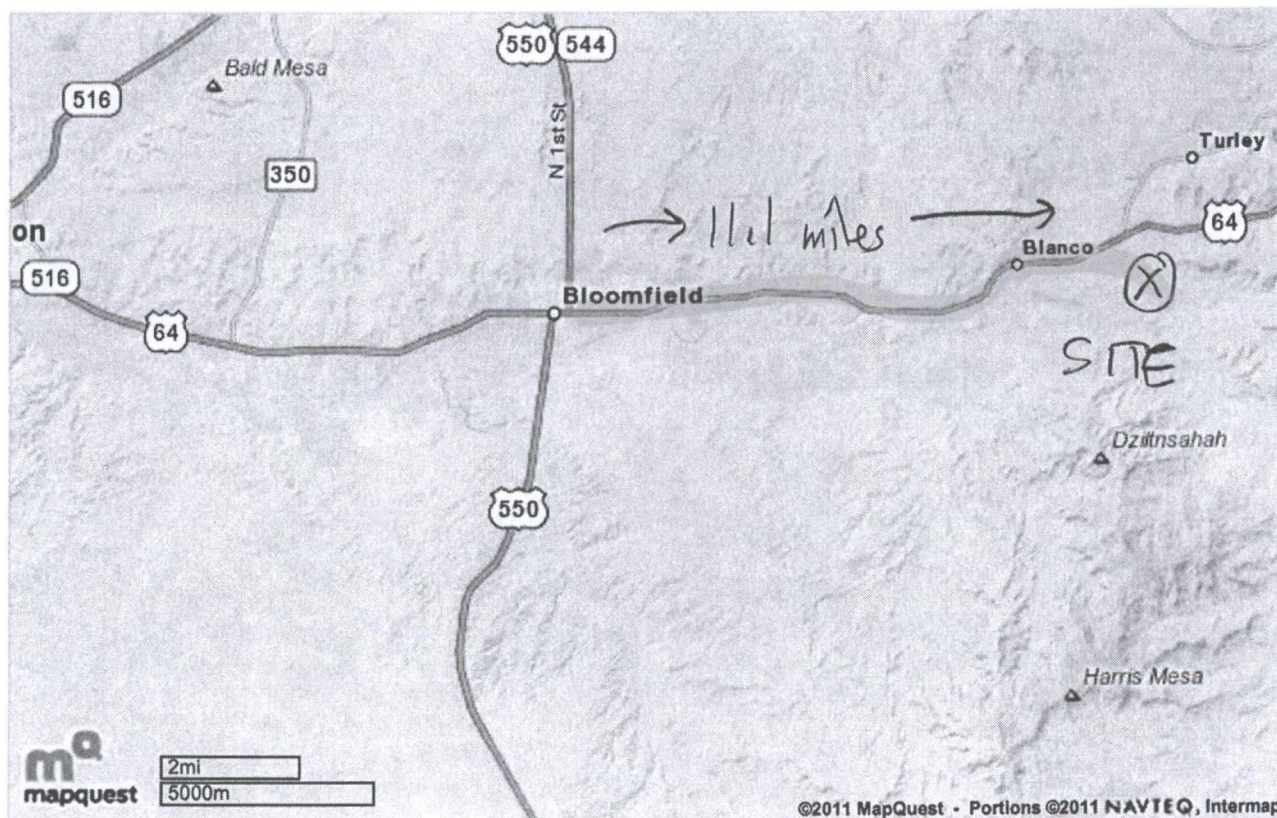 550 544
Bald Mesa
516
N 1st St
350
Turley
on
→ 11.1 miles →
64
Blanco
516
Bloomfield
64
SITE
Dziltnsahah
550
Harris Mesa
mq
mapquest
2mi
5000m
©2011 MapQuest - Portions ©2011 NAVTEQ, Intermap
X